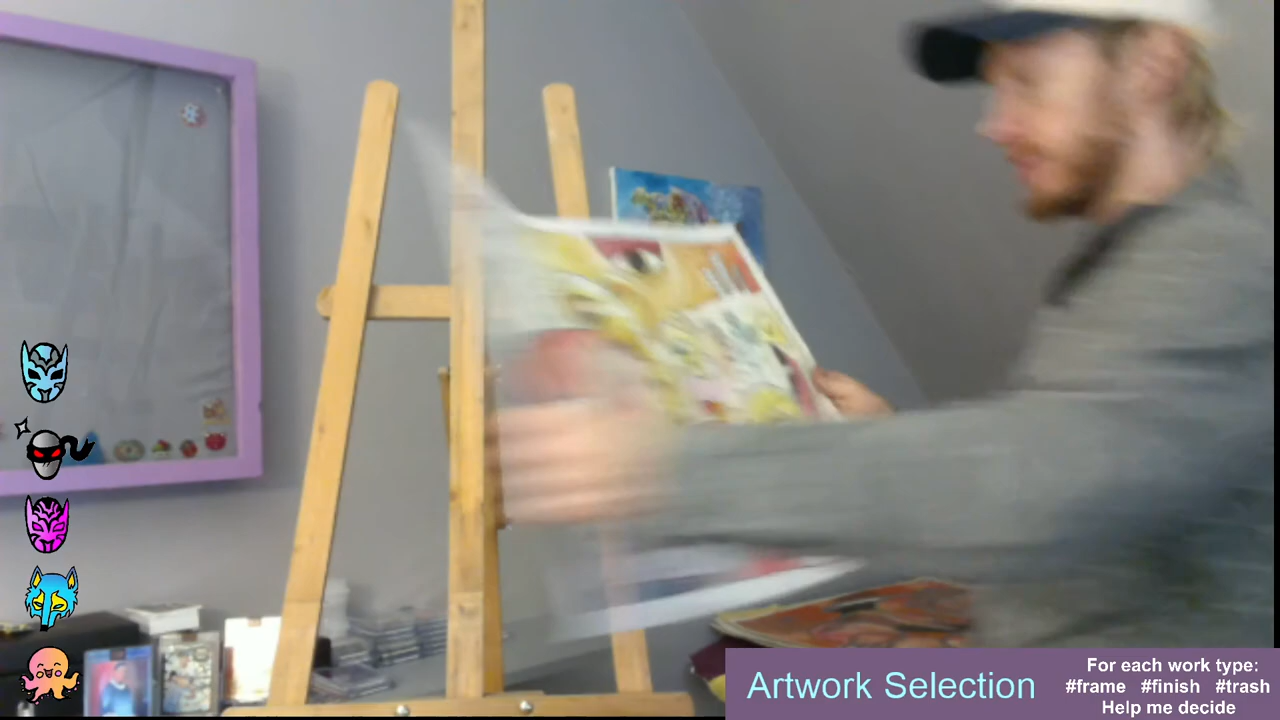 Artwork Selection
For each work type:
#frame #finish #trash
Help me decide